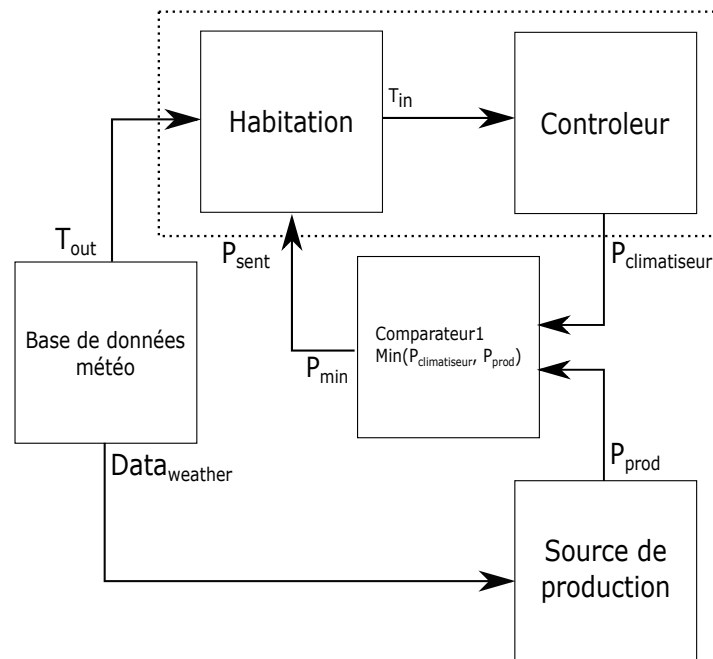 Habitation
Tin
Controleur
Tout
Psent
Pclimatiseur
Base de données
météo
Comparateur1
Min(Pclimatiseur, Pprod)
Pmin
Dataweather
Pprod
Source de
production